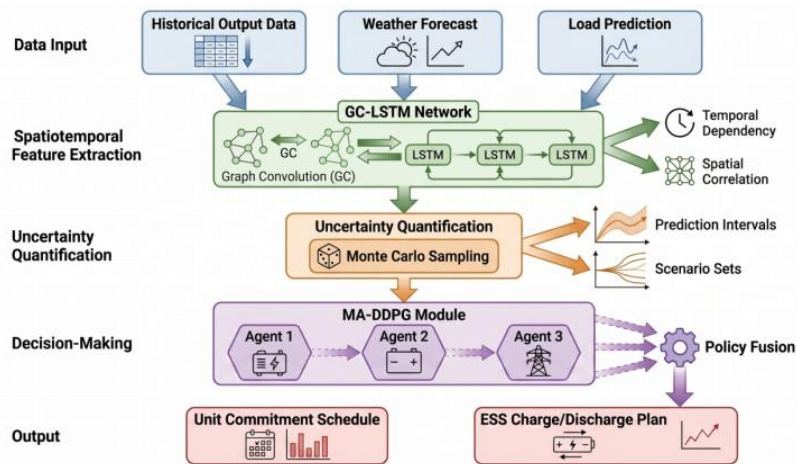 Data Input
Historical Output Data
Weather Forecast
Load Prediction
Spatiotemporal
Feature Extraction
GC-LSTM Network
GC
Graph Convolution (GC)
LSTM
LSTM
LSTM
Temporal
Dependency
Spatial
Correlation
Uncertainty
Quantification
Uncertainty Quantification
Monte Carlo Sampling
Prediction Intervals
Scenario Sets
Decision-Making
MA-DDPG Module
Agent 1
Agent 2
Agent 3
Policy Fusion
Output
Unit Commitment Schedule
ESS Charge/Discharge Plan